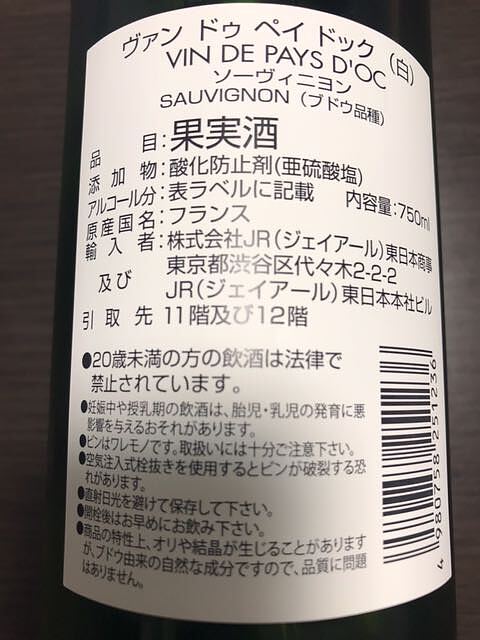 ヴァン ドゥ ペイ ドック (白)
VIN DE PAYS D'OC
ソーヴィニヨン
SAUVIGNON (ブドウ品種)
品目:果実酒
添加物:酸化防止剤(亜硫酸塩)
アルコール分:表ラベルに記載 内容量:750ml
原産国名:フランス
輸入者:株式会社JR(ジェイアール)東日本商事
及び 東京都渋谷区代々木2-2-2
JR(ジェイアール)東日本本社ビル
引取先 11階及び12階
●20歳未満の方の飲酒は法律で
禁止されています。
●妊娠中や授乳期の飲酒は、胎児・乳児の発育に悪
影響を与えるおそれがあります。
●ビンはワレモノです。取扱いには十分ご注意下さい。
●空気注入式栓抜きを使用するとビンが破裂する恐
れがあります。
●直射日光を避けて保存して下さい。
●開栓後はお早めにお飲み下さい。
●商品の特性上、オリや結晶が生じることがあります
が、ブドウ由来の自然な成分ですので、品質に問題
はありません。
4 980758 251236